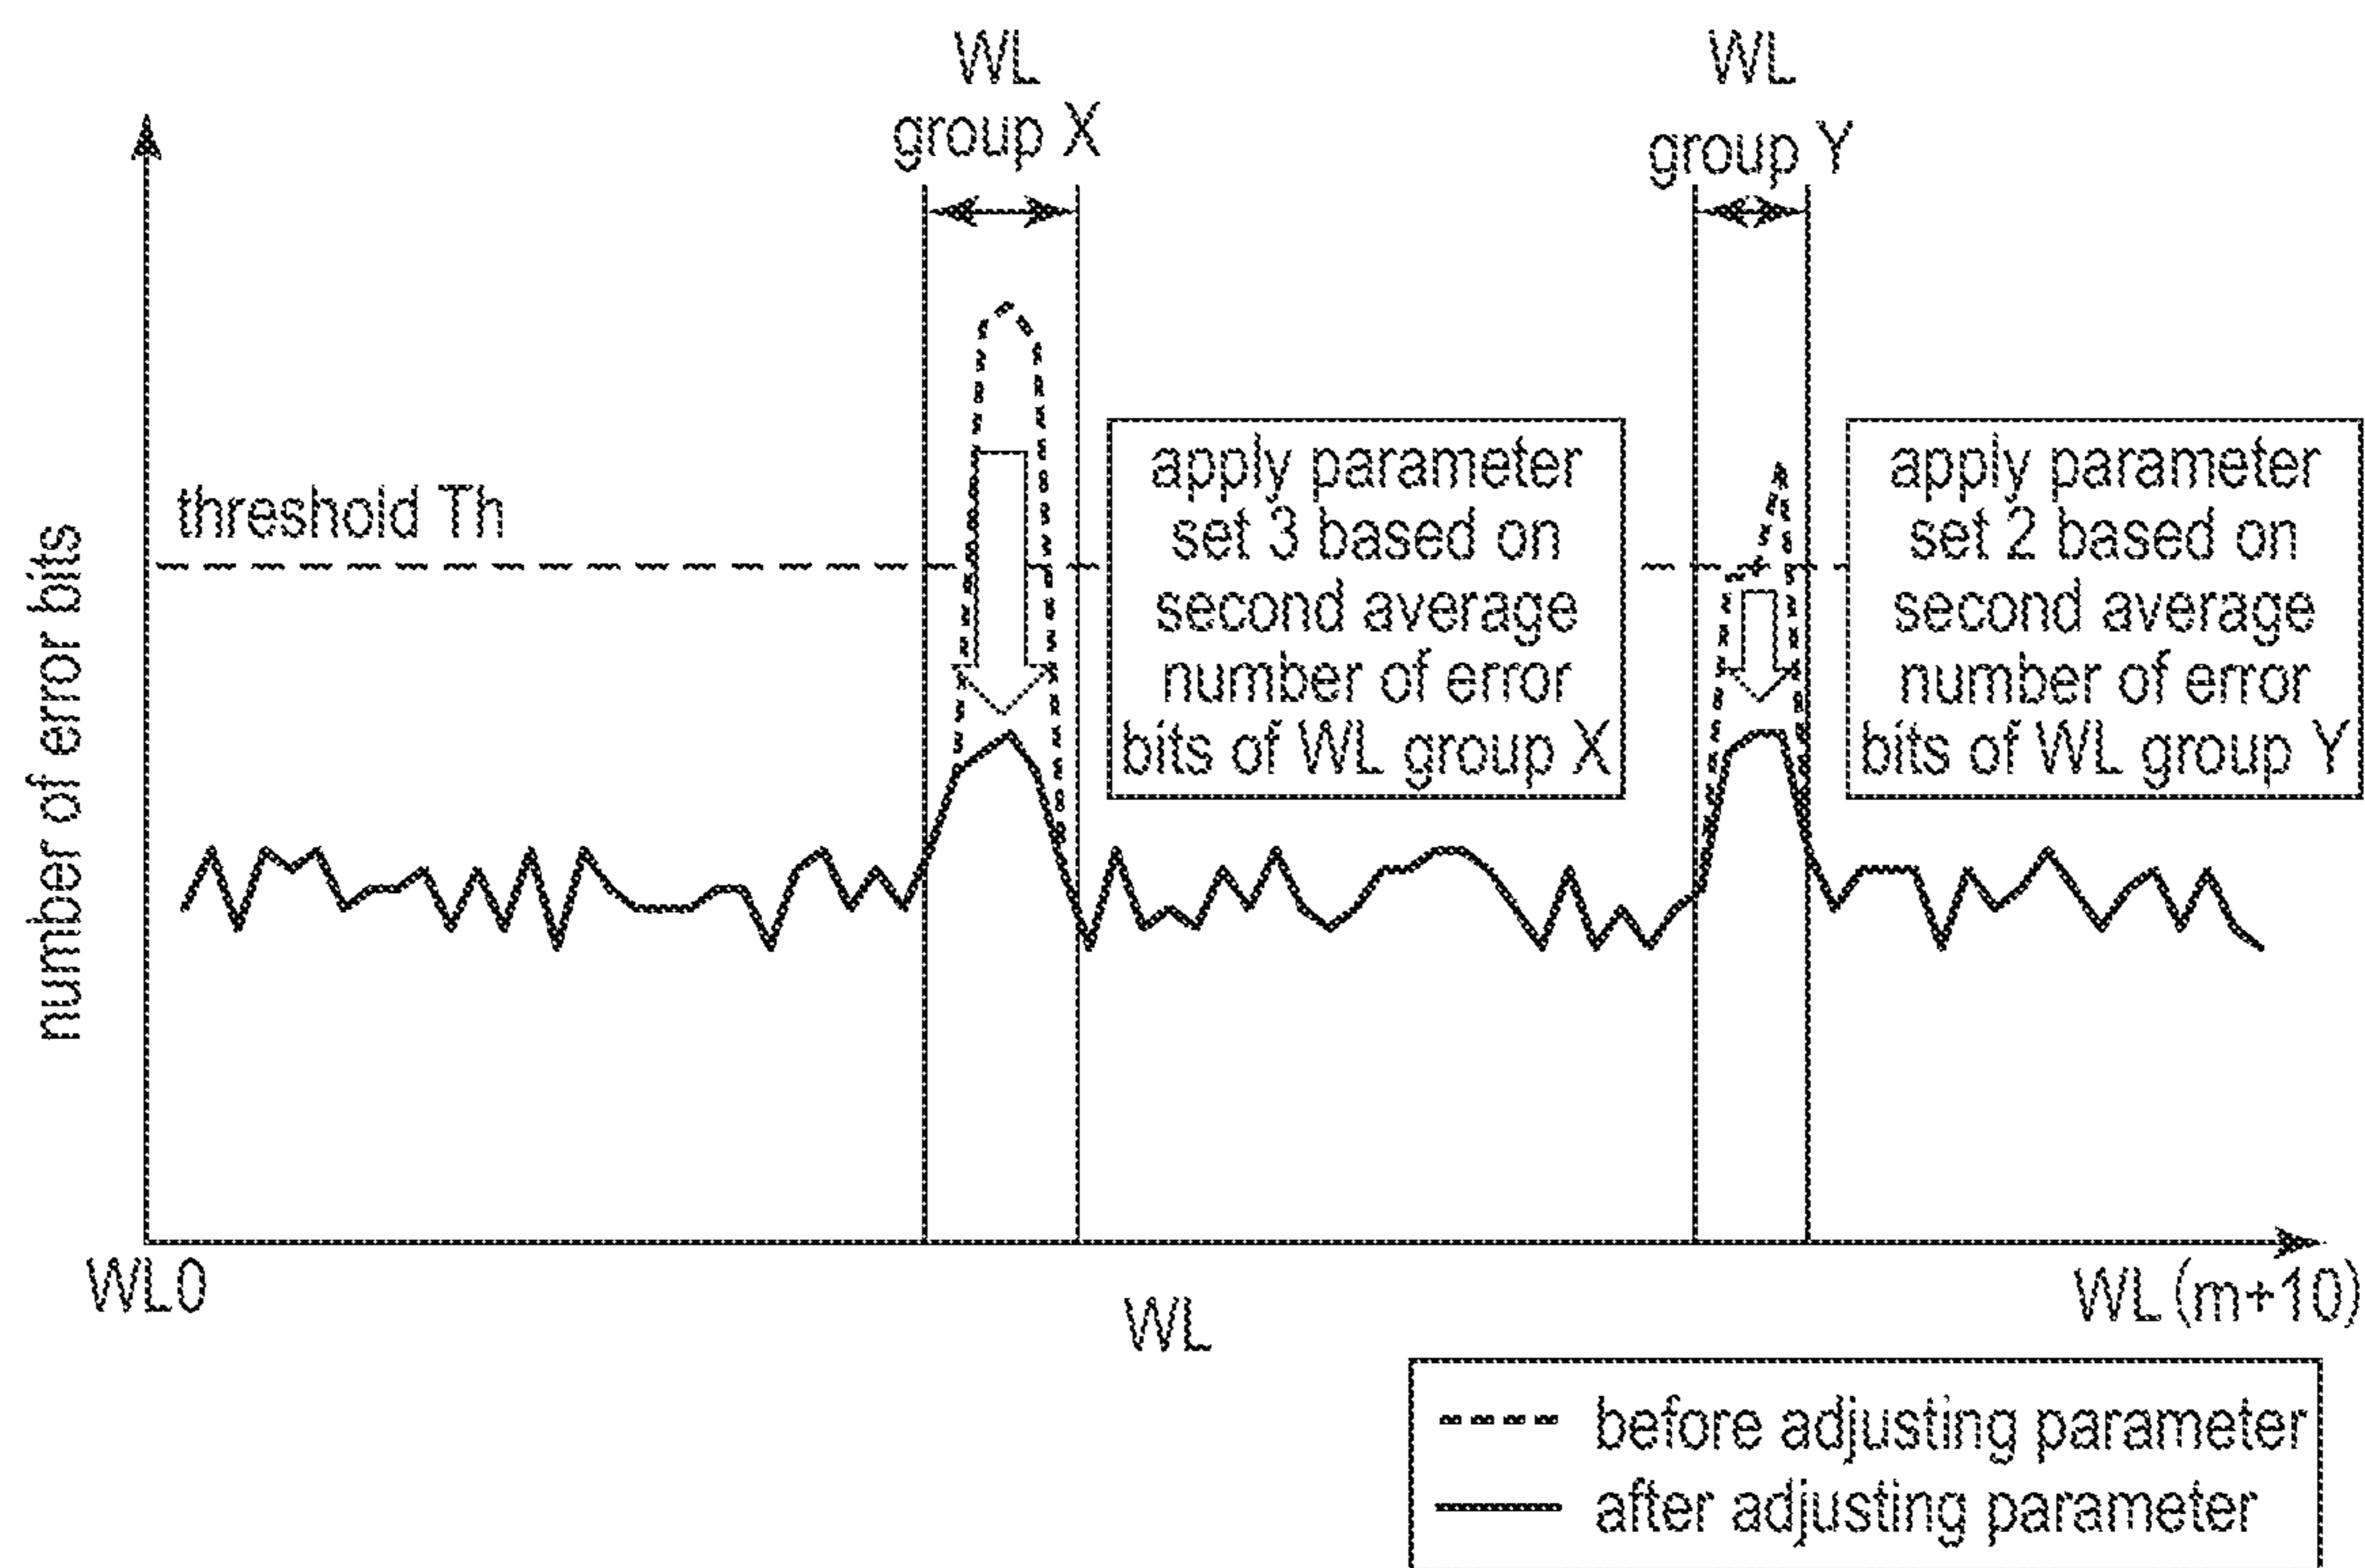 WL
group X
WL
group Y
number of error bits
threshold Th
apply parameter
set 3 based on
second average
number of error
bits of WL group X
apply parameter
set 2 based on
second average
number of error
bits of WL group Y
WL0
WL
WL (m+10)
before adjusting parameter
after adjusting parameter